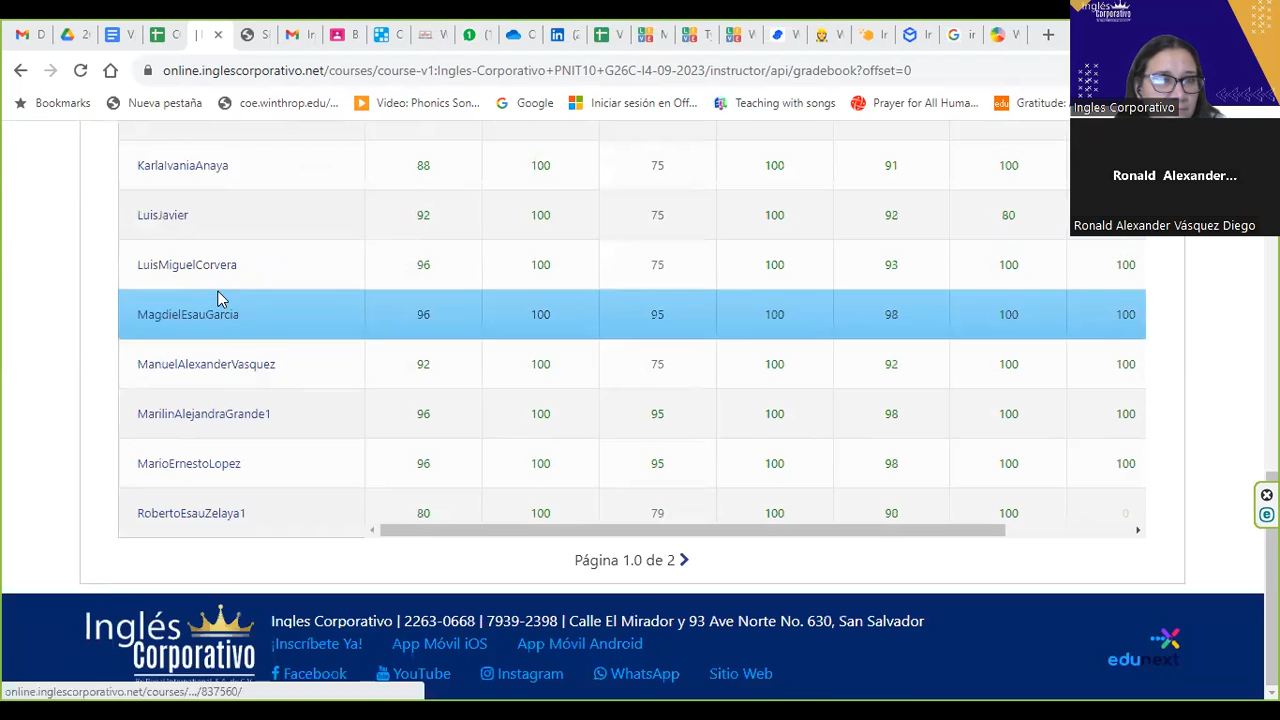 Inglés
Corporativo
D
2
V
C
|
S
Ir
B
C
W
(
C
V
V
V
V
V
W
Ir
Ir
ir
V
online.inglescorporativo.net/courses/course-v1:Ingles-Corporativo+PNIT10+G26C-I4-09-2023/instructor/api/gradebook?offset=0
Bookmarks
Nueva pestaña
coe.winthrop.edu/...
Video: Phonics Son...
Google
Iniciar sesión en Off...
Teaching with songs
Prayer for All Huma...
edu
Gratitude:
Ingles Corporativo
Ronald Alexander...
Ronald Alexander Vásquez Diego
KarlaIvaniaAnaya 88 100 75 100 91 100
LuisJavier 92 100 75 100 92 80
LuisMiguelCorvera 96 100 75 100 93 100 100
MagdielEsauGarcia 96 100 95 100 98 100 100
ManuelAlexanderVasquez 92 100 75 100 92 100 100
MarilinAlejandraGrande1 96 100 95 100 98 100 100
MarioErnestoLopez 96 100 95 100 98 100 100
RobertoEsauZelaya1 80 100 79 100 90 100 0
Página 1.0 de 2
Inglés
Corporativo
Ingles Corporativo | 2263-0668 | 7939-2398 | Calle El Mirador y 93 Ave Norte No. 630, San Salvador
¡Inscríbete Ya!
App Móvil iOS
App Móvil Android
Facebook
YouTube
Instagram
WhatsApp
Sitio Web
edunext
online.inglescorporativo.net/courses/.../837560/